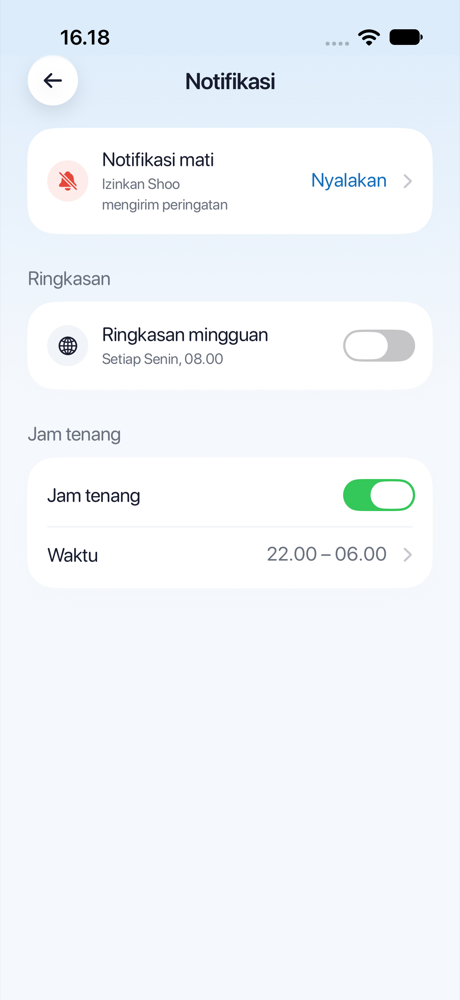 16.18
Notifikasi
Notifikasi mati
Izinkan Shoo
mengirim peringatan
Nyalakan
Ringkasan
Ringkasan mingguan
Setiap Senin, 08.00
Jam tenang
Jam tenang
Waktu
22.00 – 06.00